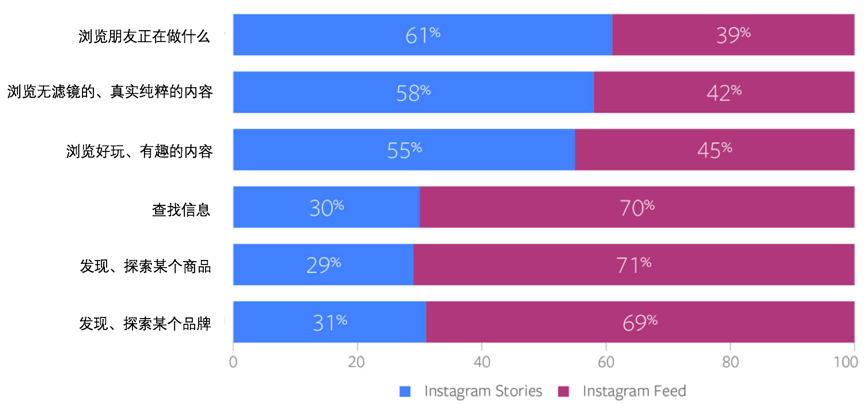 浏览朋友正在做什么 61% 39%
浏览无滤镜的、真实纯粹的内容 58% 42%
浏览好玩、有趣的内容 55% 45%
查找信息 30% 70%
发现、探索某个商品 29% 71%
发现、探索某个品牌 31% 69%
0 20 40 60 80 100
Instagram Stories Instagram Feed